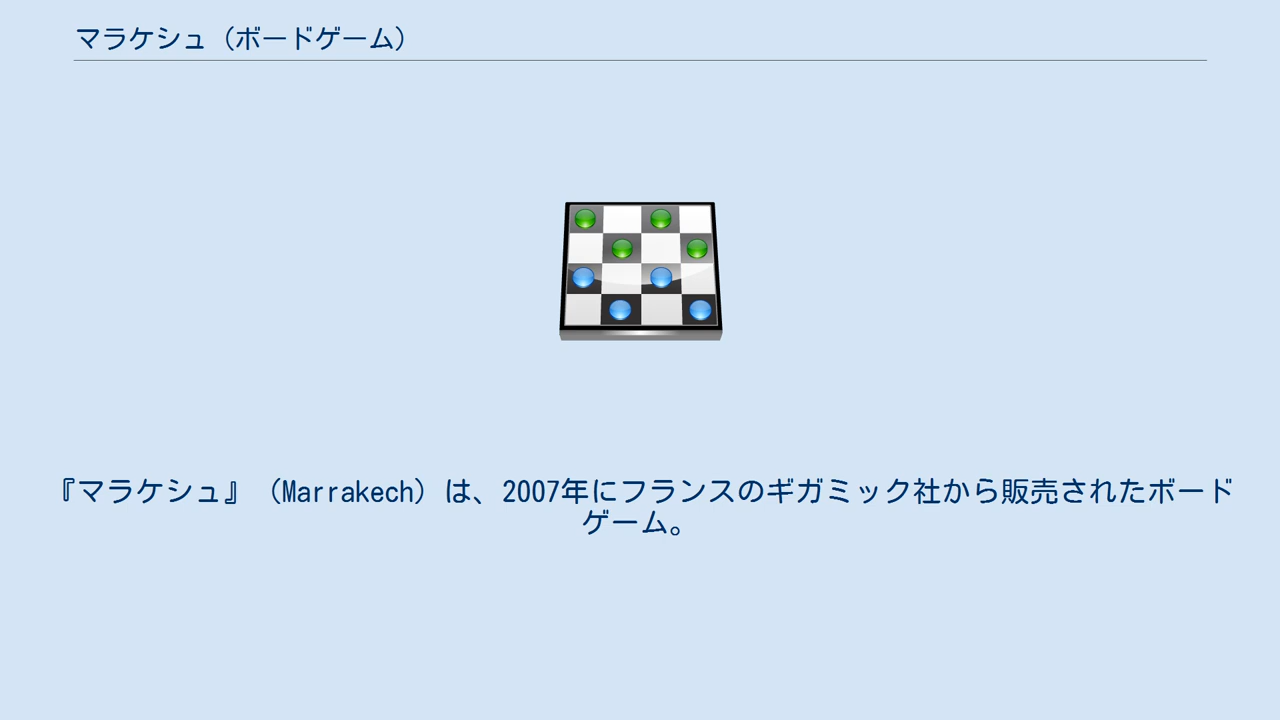 マラケシュ（ボードゲーム）
『マラケシュ』（Marrakech）は、2007年にフランスのギガミック社から販売されたボード
ゲーム。